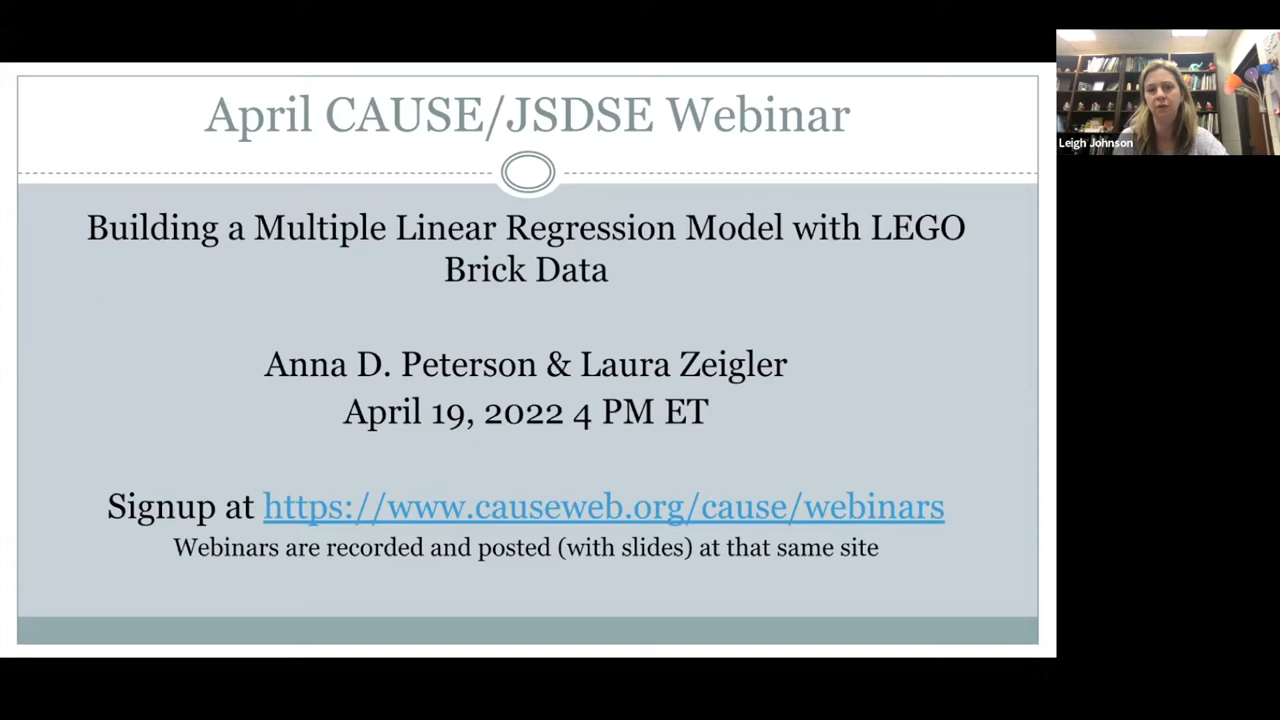 April CAUSE/JSDSE Webinar
Building a Multiple Linear Regression Model with LEGO
Brick Data
Anna D. Peterson & Laura Zeigler
April 19, 2022 4 PM ET
Signup at https://www.causeweb.org/cause/webinars
Webinars are recorded and posted (with slides) at that same site
Leigh Johnson